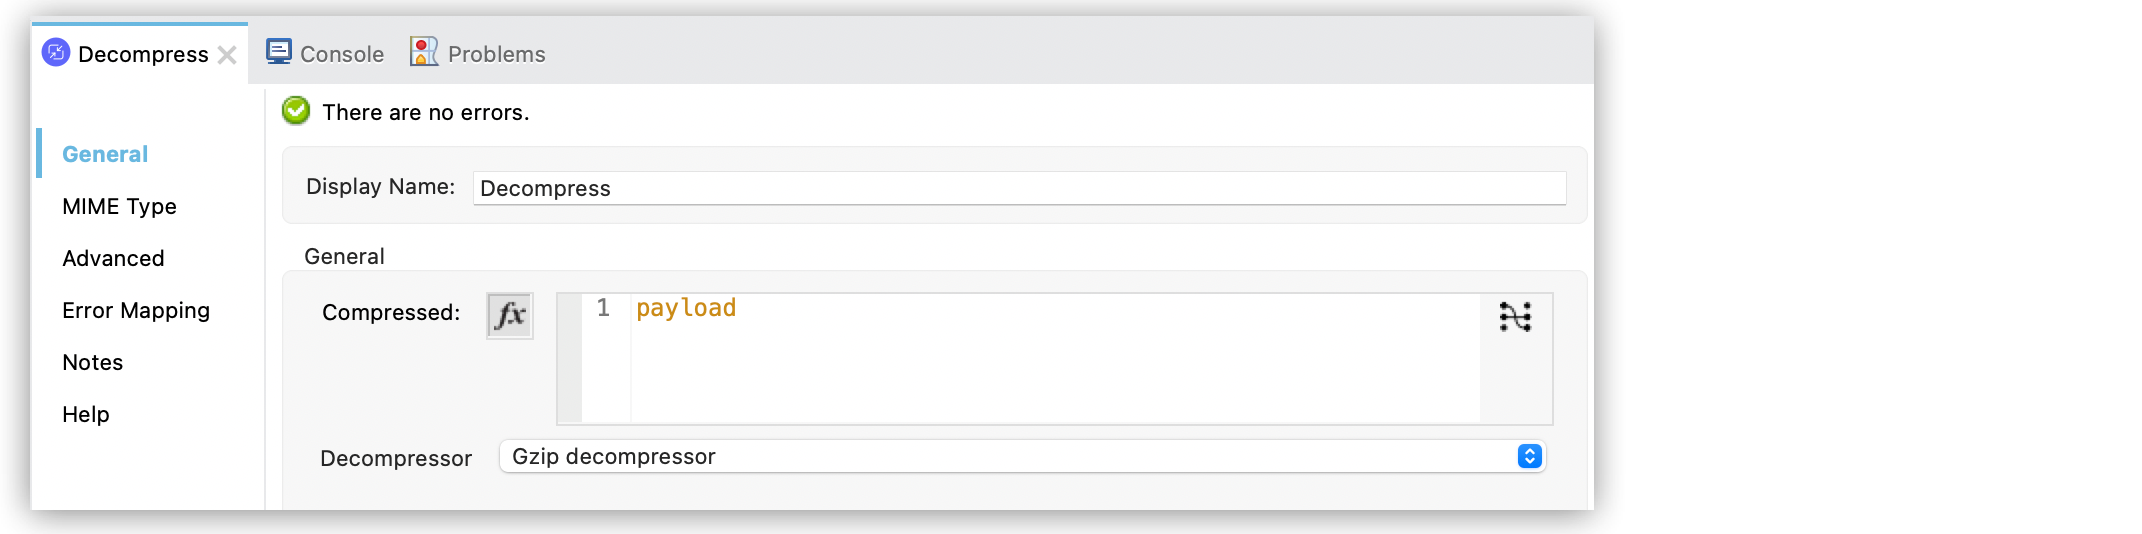 Decompress
Console
Problems
There are no errors.
General
MIME Type
Advanced
Error Mapping
Notes
Help
Display Name: Decompress
General
Compressed: fx 1 payload
Decompressor Gzip decompressor